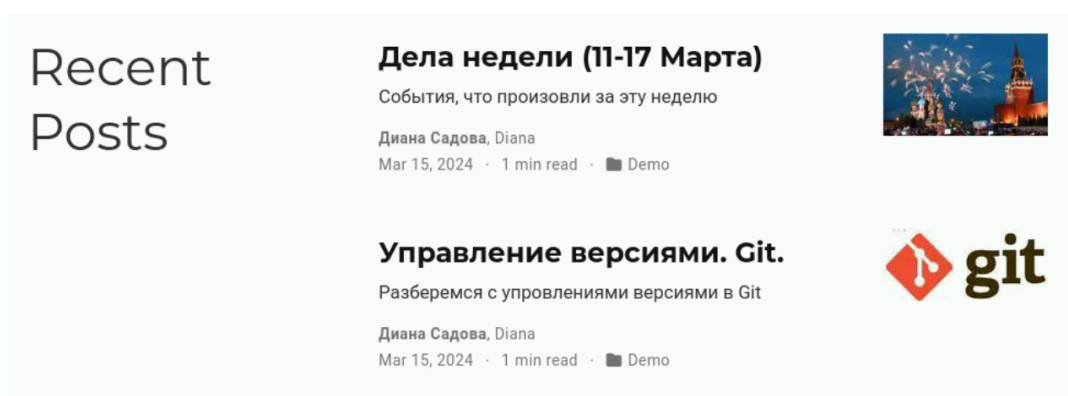 Recent
Posts
Дела недели (11-17 Марта)
События, что произовли за эту неделю
Диана Садова, Diana
Mar 15, 2024 · 1 min read · Demo
Управление версиями. Git.
Разберемся с упровлениями версиями в Git
Диана Садова, Diana
Mar 15, 2024 · 1 min read · Demo
git